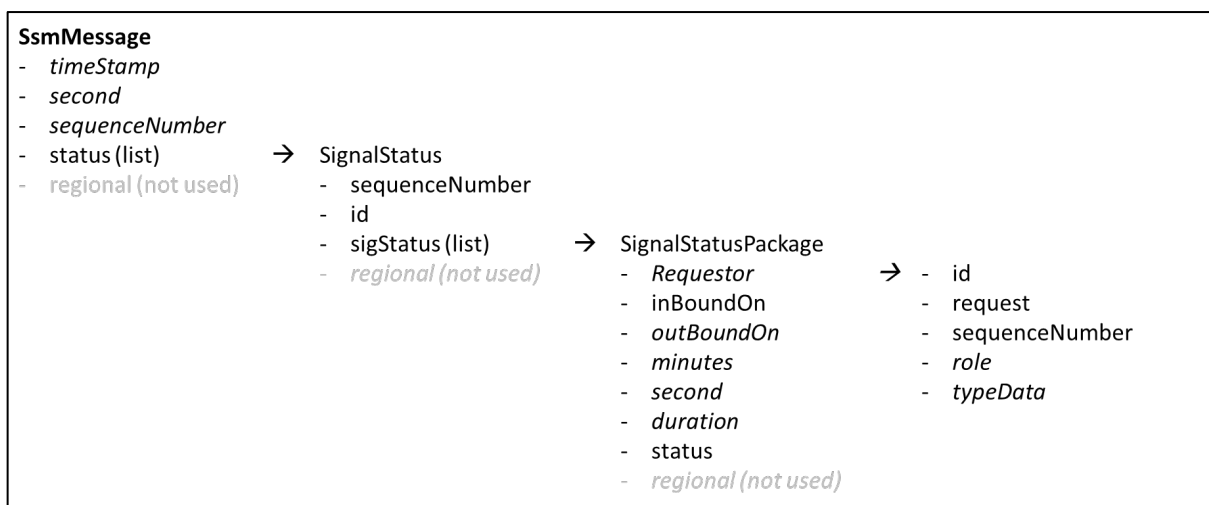 SsmMessage
- timeStamp
- second
- sequenceNumber
- status (list) → SignalStatus
- regional (not used) - sequenceNumber
- id
- sigStatus (list) → SignalStatusPackage
- regional (not used) - Requestor → - id
- inBoundOn - request
- outBoundOn - sequenceNumber
- minutes - role
- second - typeData
- duration
- status
- regional (not used)